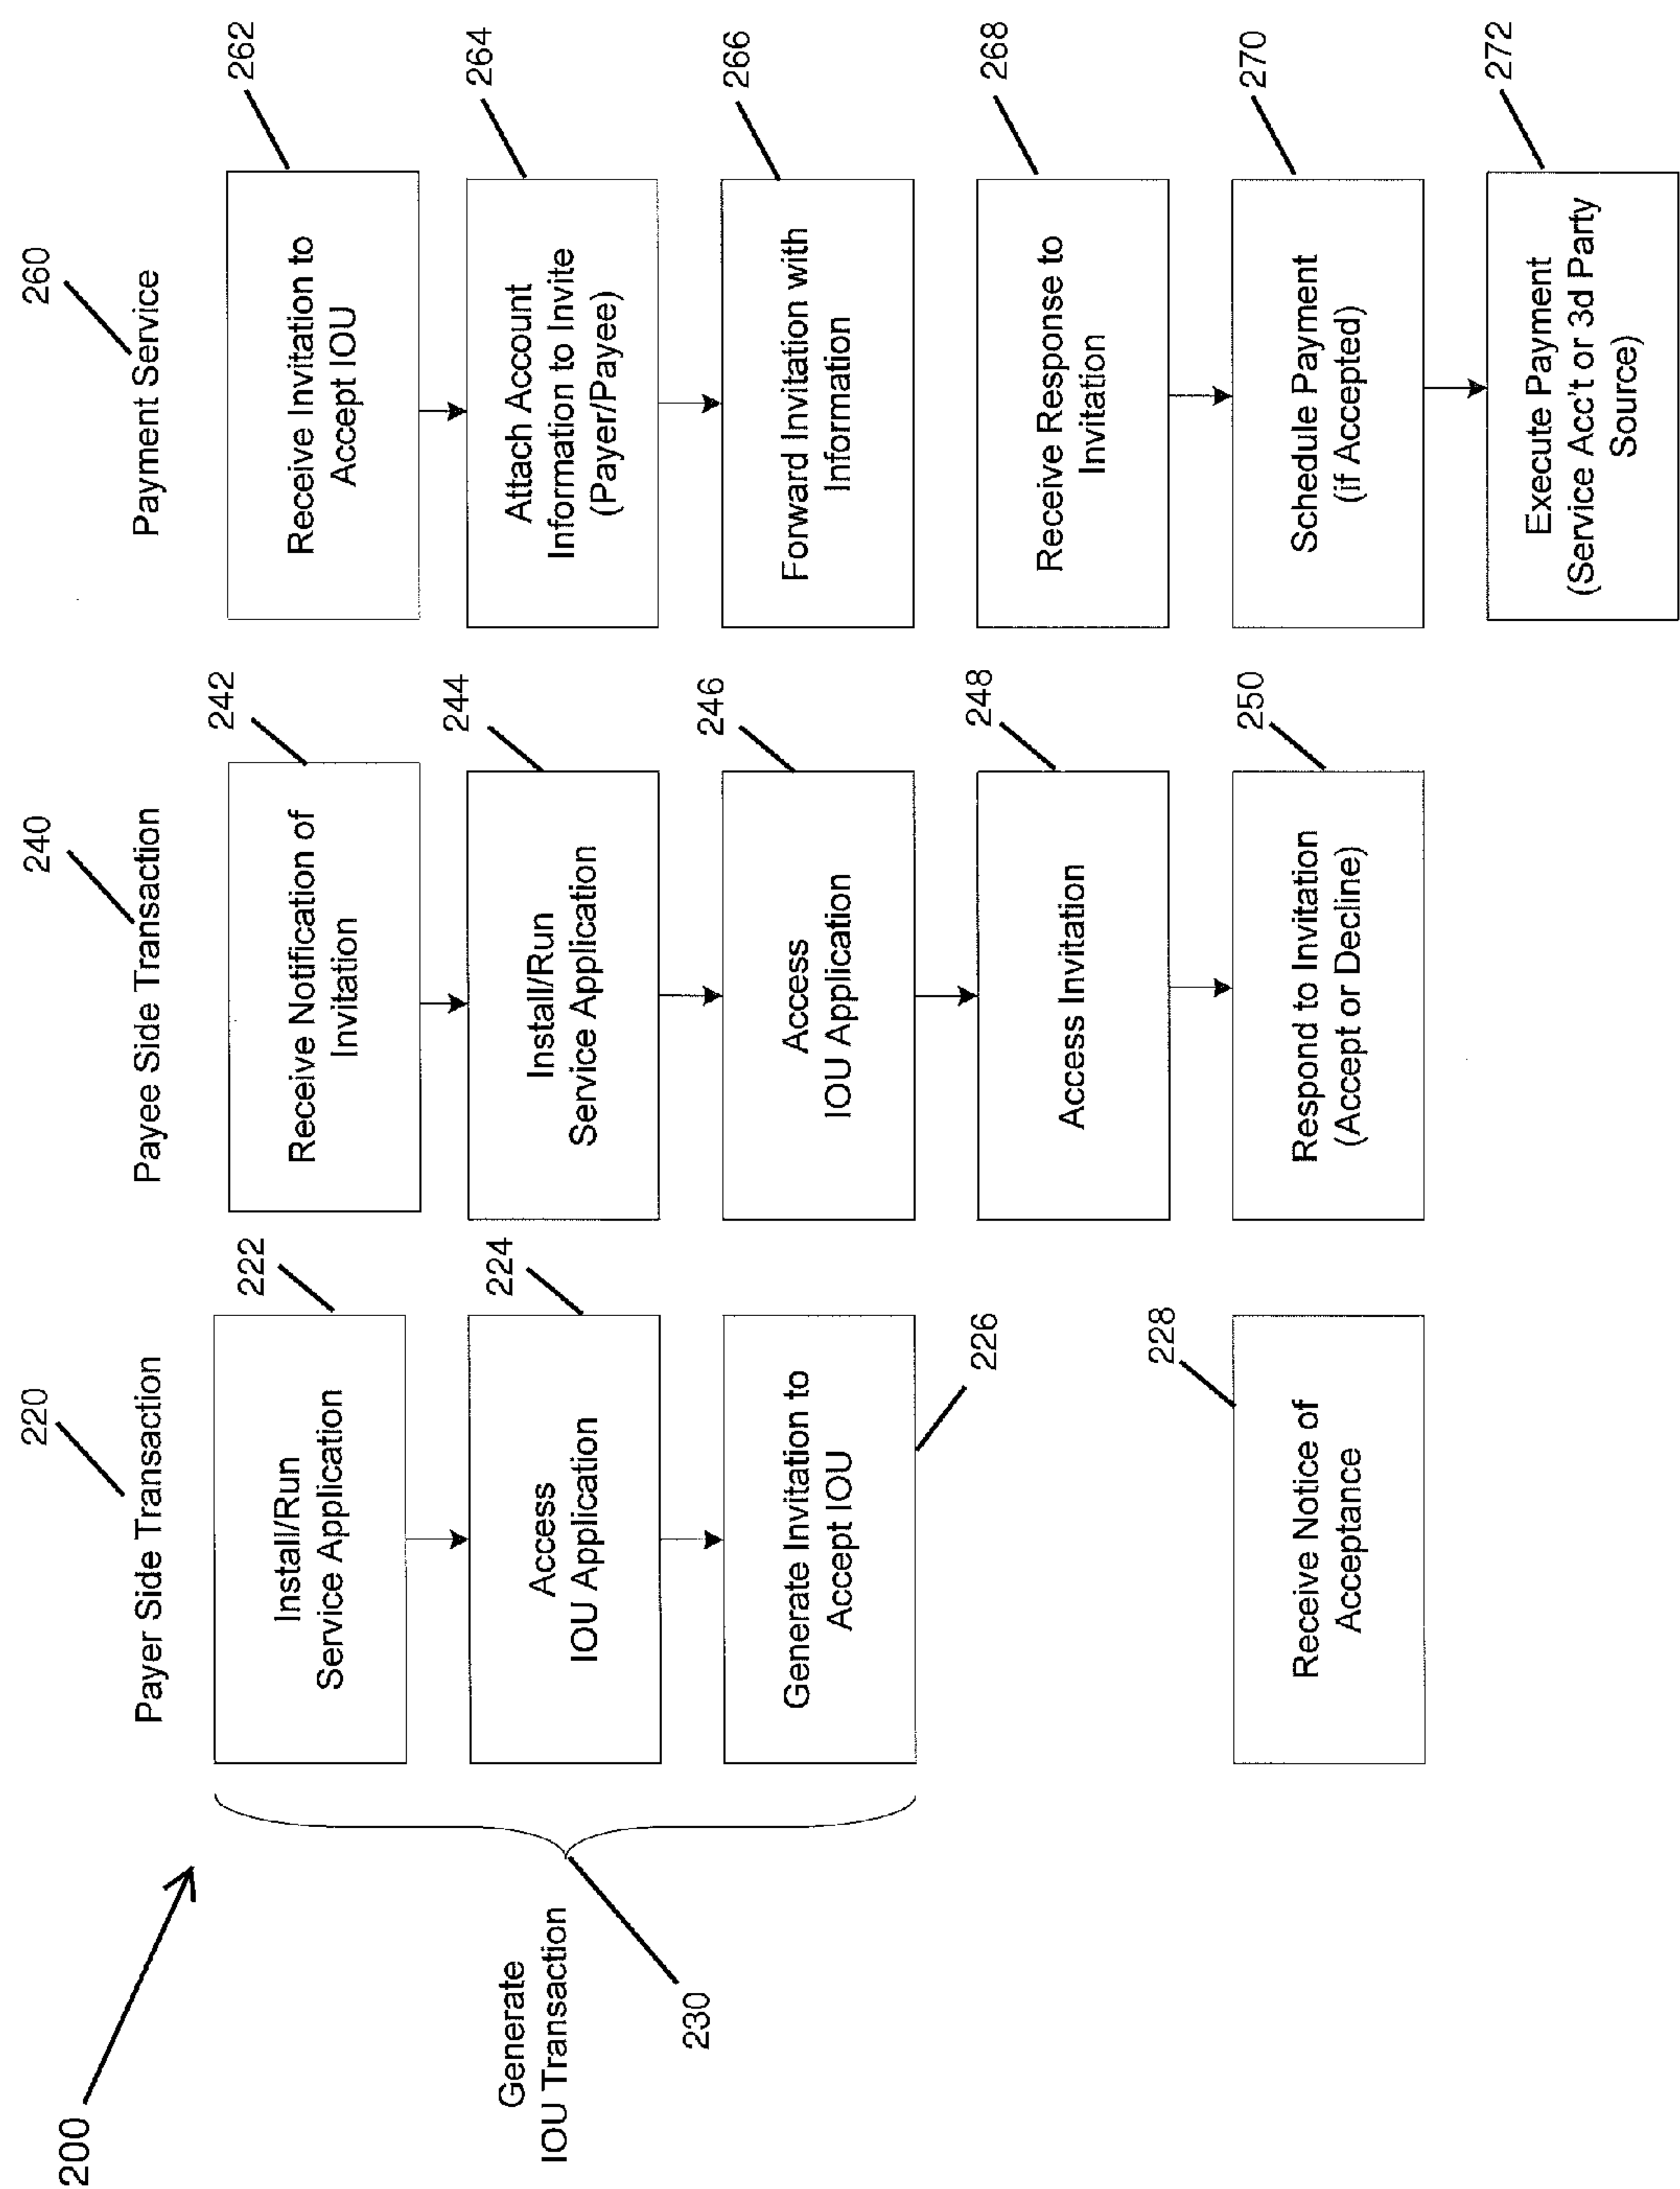 200
220
Payer Side Transaction
222
Install/Run
Service Application
224
Access
IOU Application
226
Generate Invitation to
Accept IOU
228
Receive Notice of
Acceptance
Generate
IOU Transaction
230
240
Payee Side Transaction
242
Receive Notification of
Invitation
244
Install/Run
Service Application
246
Access
IOU Application
248
Access Invitation
250
Respond to Invitation
(Accept or Decline)
260
Payment Service
262
Receive Invitation to
Accept IOU
264
Attach Account
Information to Invite
(Payer/Payee)
266
Forward Invitation with
Information
268
Receive Response to
Invitation
270
Schedule Payment
(if Accepted)
272
Execute Payment
(Service Acc't or 3d Party
Source)